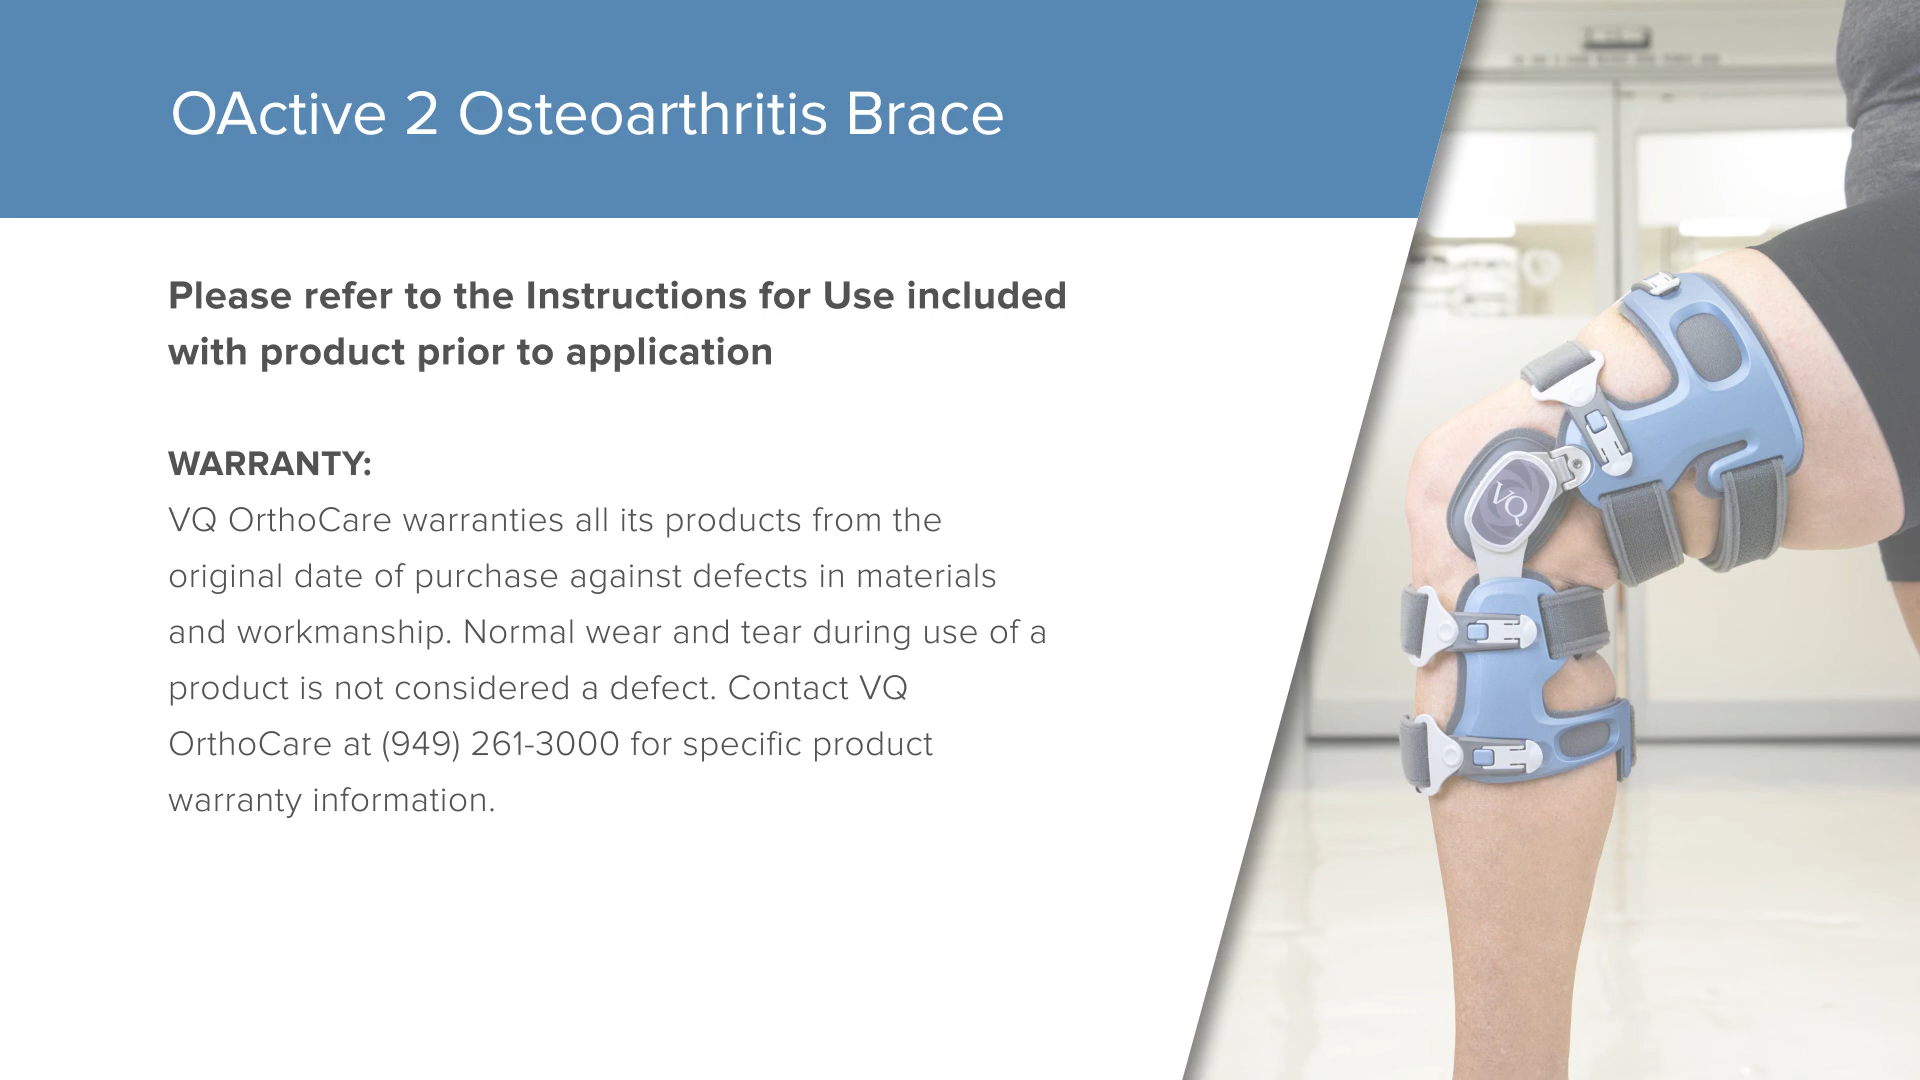 OActive 2 Osteoarthritis Brace
Please refer to the Instructions for Use included
with product prior to application
WARRANTY:
VQ OrthoCare warranties all its products from the
original date of purchase against defects in materials
and workmanship. Normal wear and tear during use of a
product is not considered a defect. Contact VQ
OrthoCare at (949) 261-3000 for specific product
warranty information.
VQ